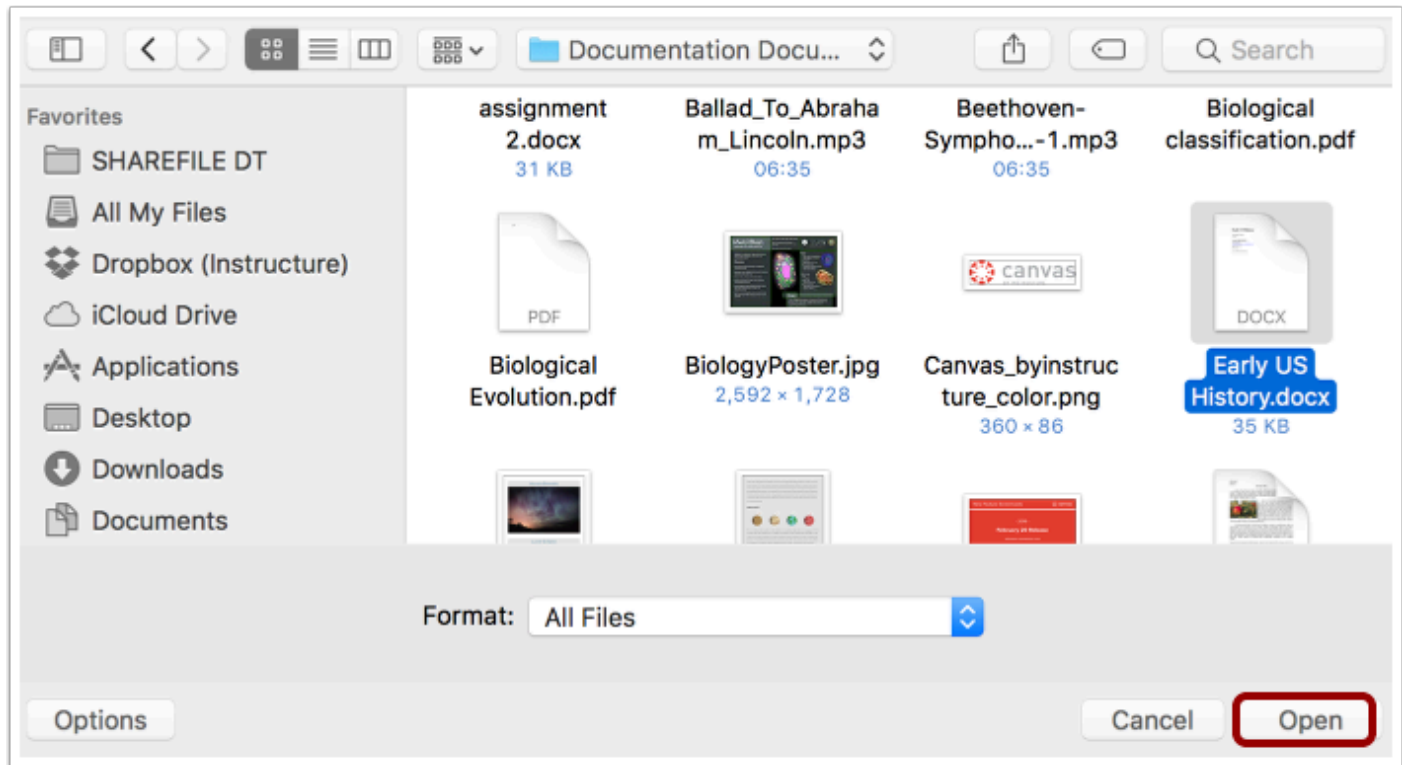 Documentation Docu...
Search
Favorites
SHAREFILE DT
All My Files
Dropbox (Instructure)
iCloud Drive
Applications
Desktop
Downloads
Documents
assignment
2.docx
31 KB
Ballad_To_Abraha
m_Lincoln.mp3
06:35
Beethoven-
Sympho...-1.mp3
06:35
Biological
classification.pdf
PDF
canvas
DOCX
Biological
Evolution.pdf
BiologyPoster.jpg
2,592 × 1,728
Canvas_byinstruc
ture_color.png
360 × 86
Early US
History.docx
35 KB
Format:
All Files
Options
Cancel
Open